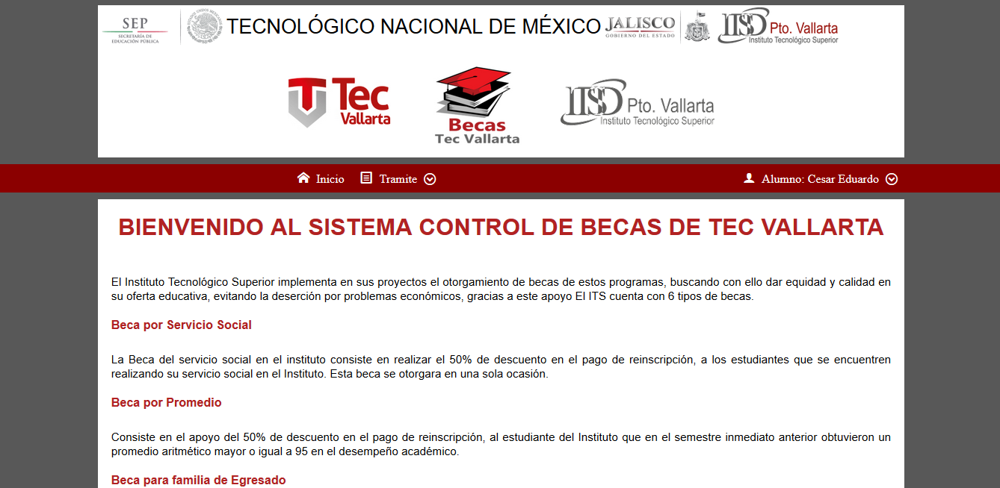 SEP
SECRETARÍA DE
EDUCACIÓN PÚBLICA
TECNOLÓGICO NACIONAL DE MÉXICO
JALISCO
GOBIERNO DEL ESTADO
ITS Pto. Vallarta
Instituto Tecnológico Superior
Tec
Vallarta
Becas
Tec Vallarta
ITS Pto. Vallarta
Instituto Tecnológico Superior
Inicio Tramite Alumno: Cesar Eduardo
BIENVENIDO AL SISTEMA CONTROL DE BECAS DE TEC VALLARTA
El Instituto Tecnológico Superior implementa en sus proyectos el otorgamiento de becas de estos programas, buscando con ello dar equidad y calidad en
su oferta educativa, evitando la deserción por problemas económicos, gracias a este apoyo El ITS cuenta con 6 tipos de becas.
Beca por Servicio Social
La Beca del servicio social en el instituto consiste en realizar el 50% de descuento en el pago de reinscripción, a los estudiantes que se encuentren
realizando su servicio social en el Instituto. Esta beca se otorgara en una sola ocasión.
Beca por Promedio
Consiste en el apoyo del 50% de descuento en el pago de reinscripción, al estudiante del Instituto que en el semestre inmediato anterior obtuvieron un
promedio aritmético mayor o igual a 95 en el desempeño académico.
Beca para familia de Egresado